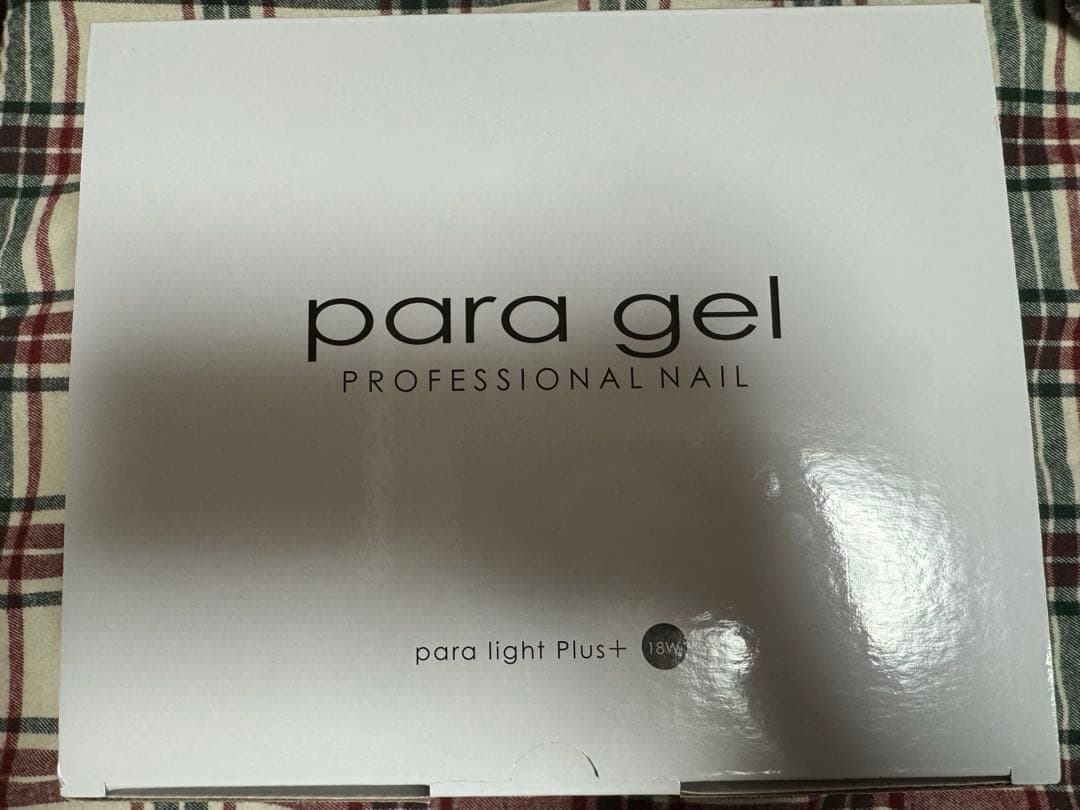 para gel
PROFESSIONAL NAIL
para light Plus+ 18W